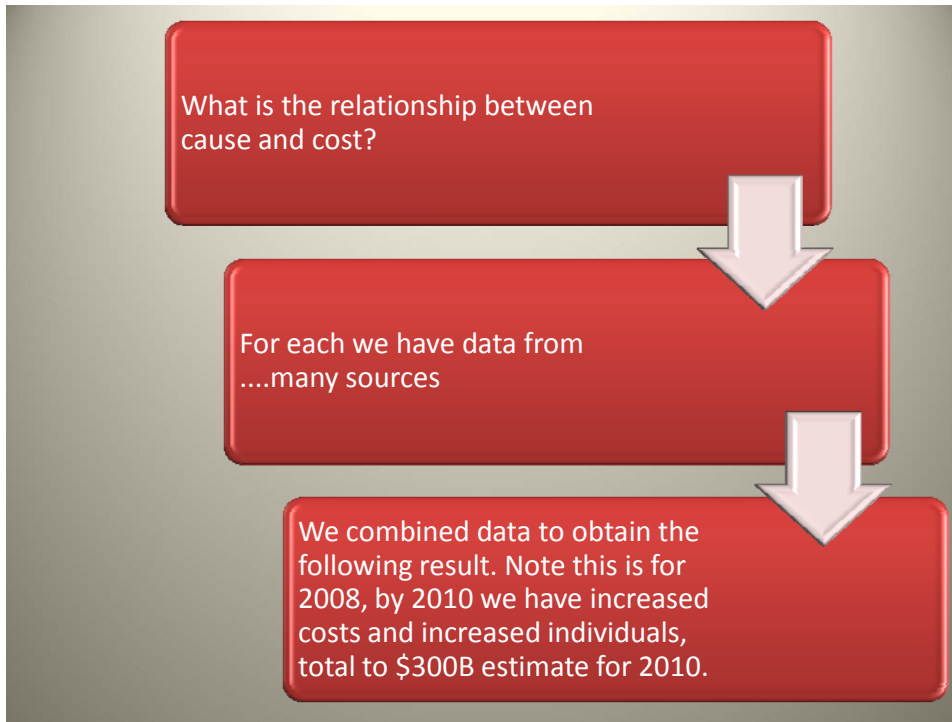 What is the relationship between
cause and cost?
For each we have data from
....many sources
We combined data to obtain the
following result. Note this is for
2008, by 2010 we have increased
costs and increased individuals,
total to $300B estimate for 2010.